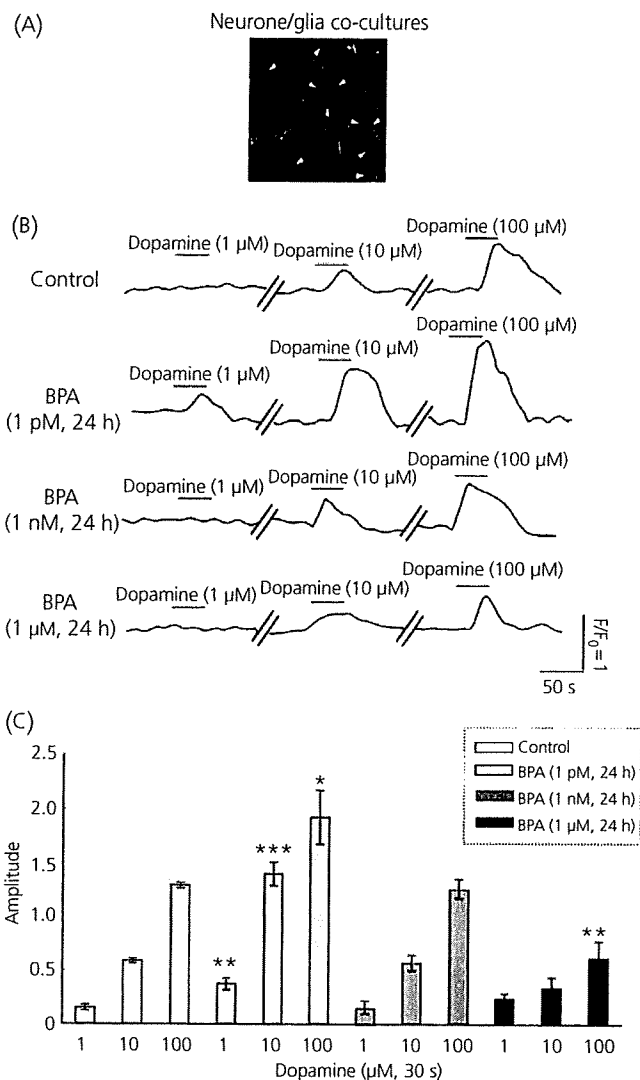 (A)
Neurone/glia co-cultures
(B)
Control
Dopamine (1 µM)
Dopamine (10 µM)
Dopamine (100 µM)
BPA
(1 pM, 24 h)
Dopamine (1 µM)
Dopamine (10 µM)
Dopamine (100 µM)
BPA
(1 nM, 24 h)
Dopamine (1 µM)
Dopamine (10 µM)
Dopamine (100 µM)
BPA
(1 µM, 24 h)
Dopamine (1 µM)
Dopamine (10 µM)
Dopamine (100 µM)
F/F0 = 1
50 s
(C)
Control
BPA (1 pM, 24 h)
BPA (1 nM, 24 h)
BPA (1 µM, 24 h)
Amplitude
2.5
2.0
1.5
1.0
0.5
0
**
***
*
**
1 10 100 1 10 100 1 10 100 1 10 100
Dopamine (µM, 30 s)